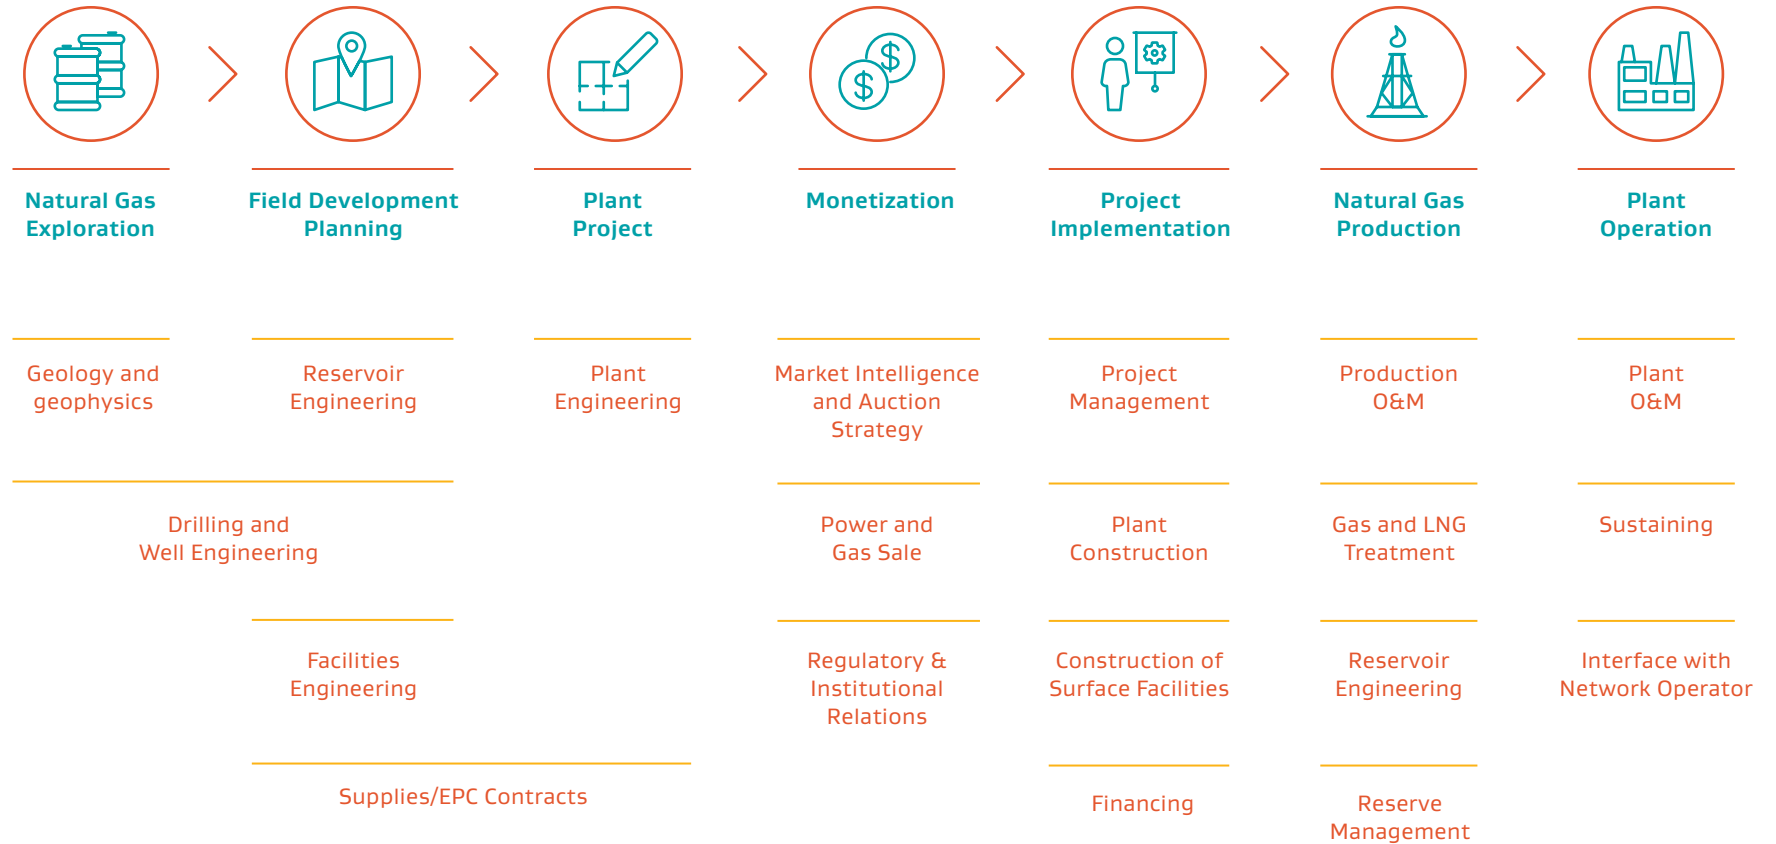 Natural Gas
Exploration
Field Development
Planning
Plant
Project
Monetization
Project
Implementation
Natural Gas
Production
Plant
Operation
Geology and
geophysics
Reservoir
Engineering
Plant
Engineering
Market Intelligence
and Auction
Strategy
Project
Management
Production
O&M
Plant
O&M
Drilling and
Well Engineering
Power and
Gas Sale
Plant
Construction
Gas and LNG
Treatment
Sustaining
Facilities
Engineering
Regulatory &
Institutional
Relations
Construction of
Surface Facilities
Reservoir
Engineering
Interface with
Network Operator
Supplies/EPC Contracts
Financing
Reserve
Management